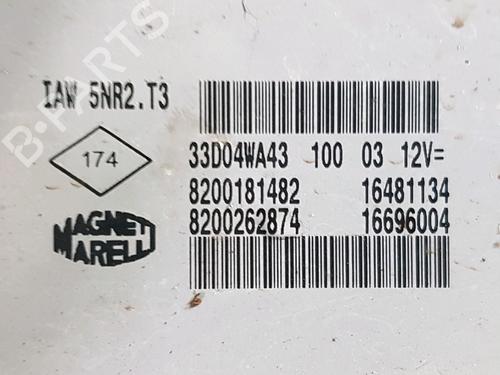 IAW 5NR2.T3
174
33D04WA43 100 03 12V=
8200181482 16481134
8200262874 16696004
MAGNETI
MARELLI
B-PARTS